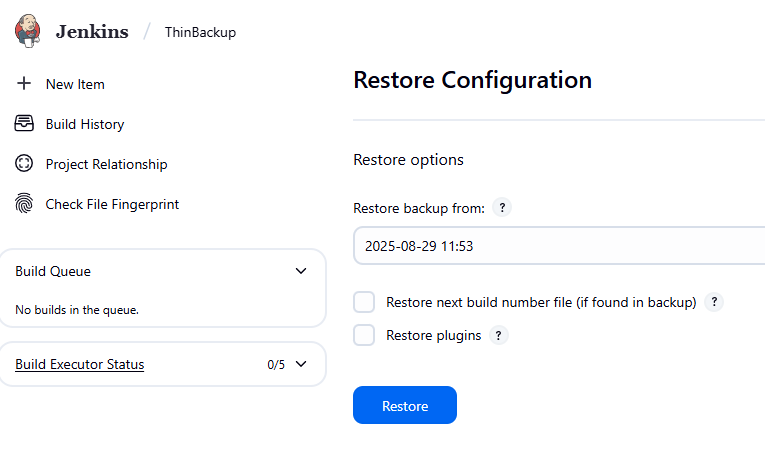 Jenkins / ThinBackup
New Item
Build History
Project Relationship
Check File Fingerprint
Build Queue
No builds in the queue.
Build Executor Status 0/5
Restore Configuration
Restore options
Restore backup from: ?
2025-08-29 11:53
Restore next build number file (if found in backup) ?
Restore plugins ?
Restore